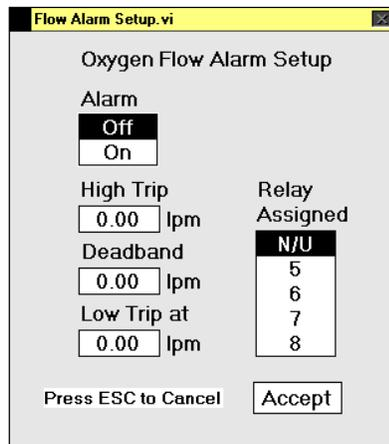 Flow Alarm Setup.vi
Oxygen Flow Alarm Setup
Alarm
Off
On
High Trip
0.00 lpm
Deadband
0.00 lpm
Low Trip at
0.00 lpm
Relay
Assigned
N/U
5
6
7
8
Press ESC to Cancel
Accept